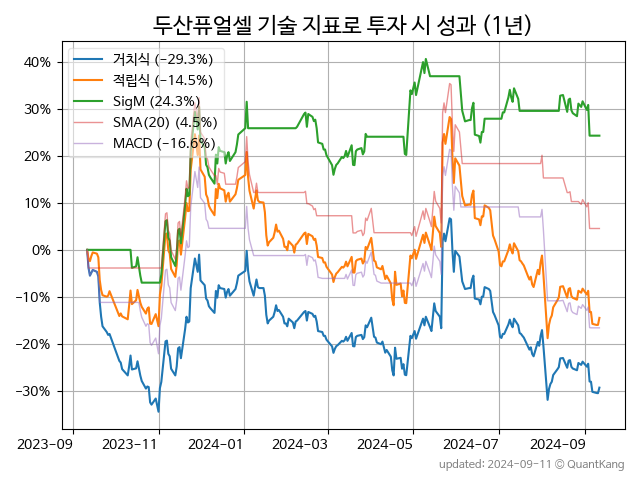 두산퓨얼셀 기술 지표로 투자 시 성과 (1년)
거치식 (−29.3%)
적립식 (−14.5%)
SigM (24.3%)
SMA(20) (4.5%)
MACD (−16.6%)
40%
30%
20%
10%
0%
−10%
−20%
−30%
2023-09 2023-11 2024-01 2024-03 2024-05 2024-07 2024-09
updated: 2024-09-11 © QuantKang